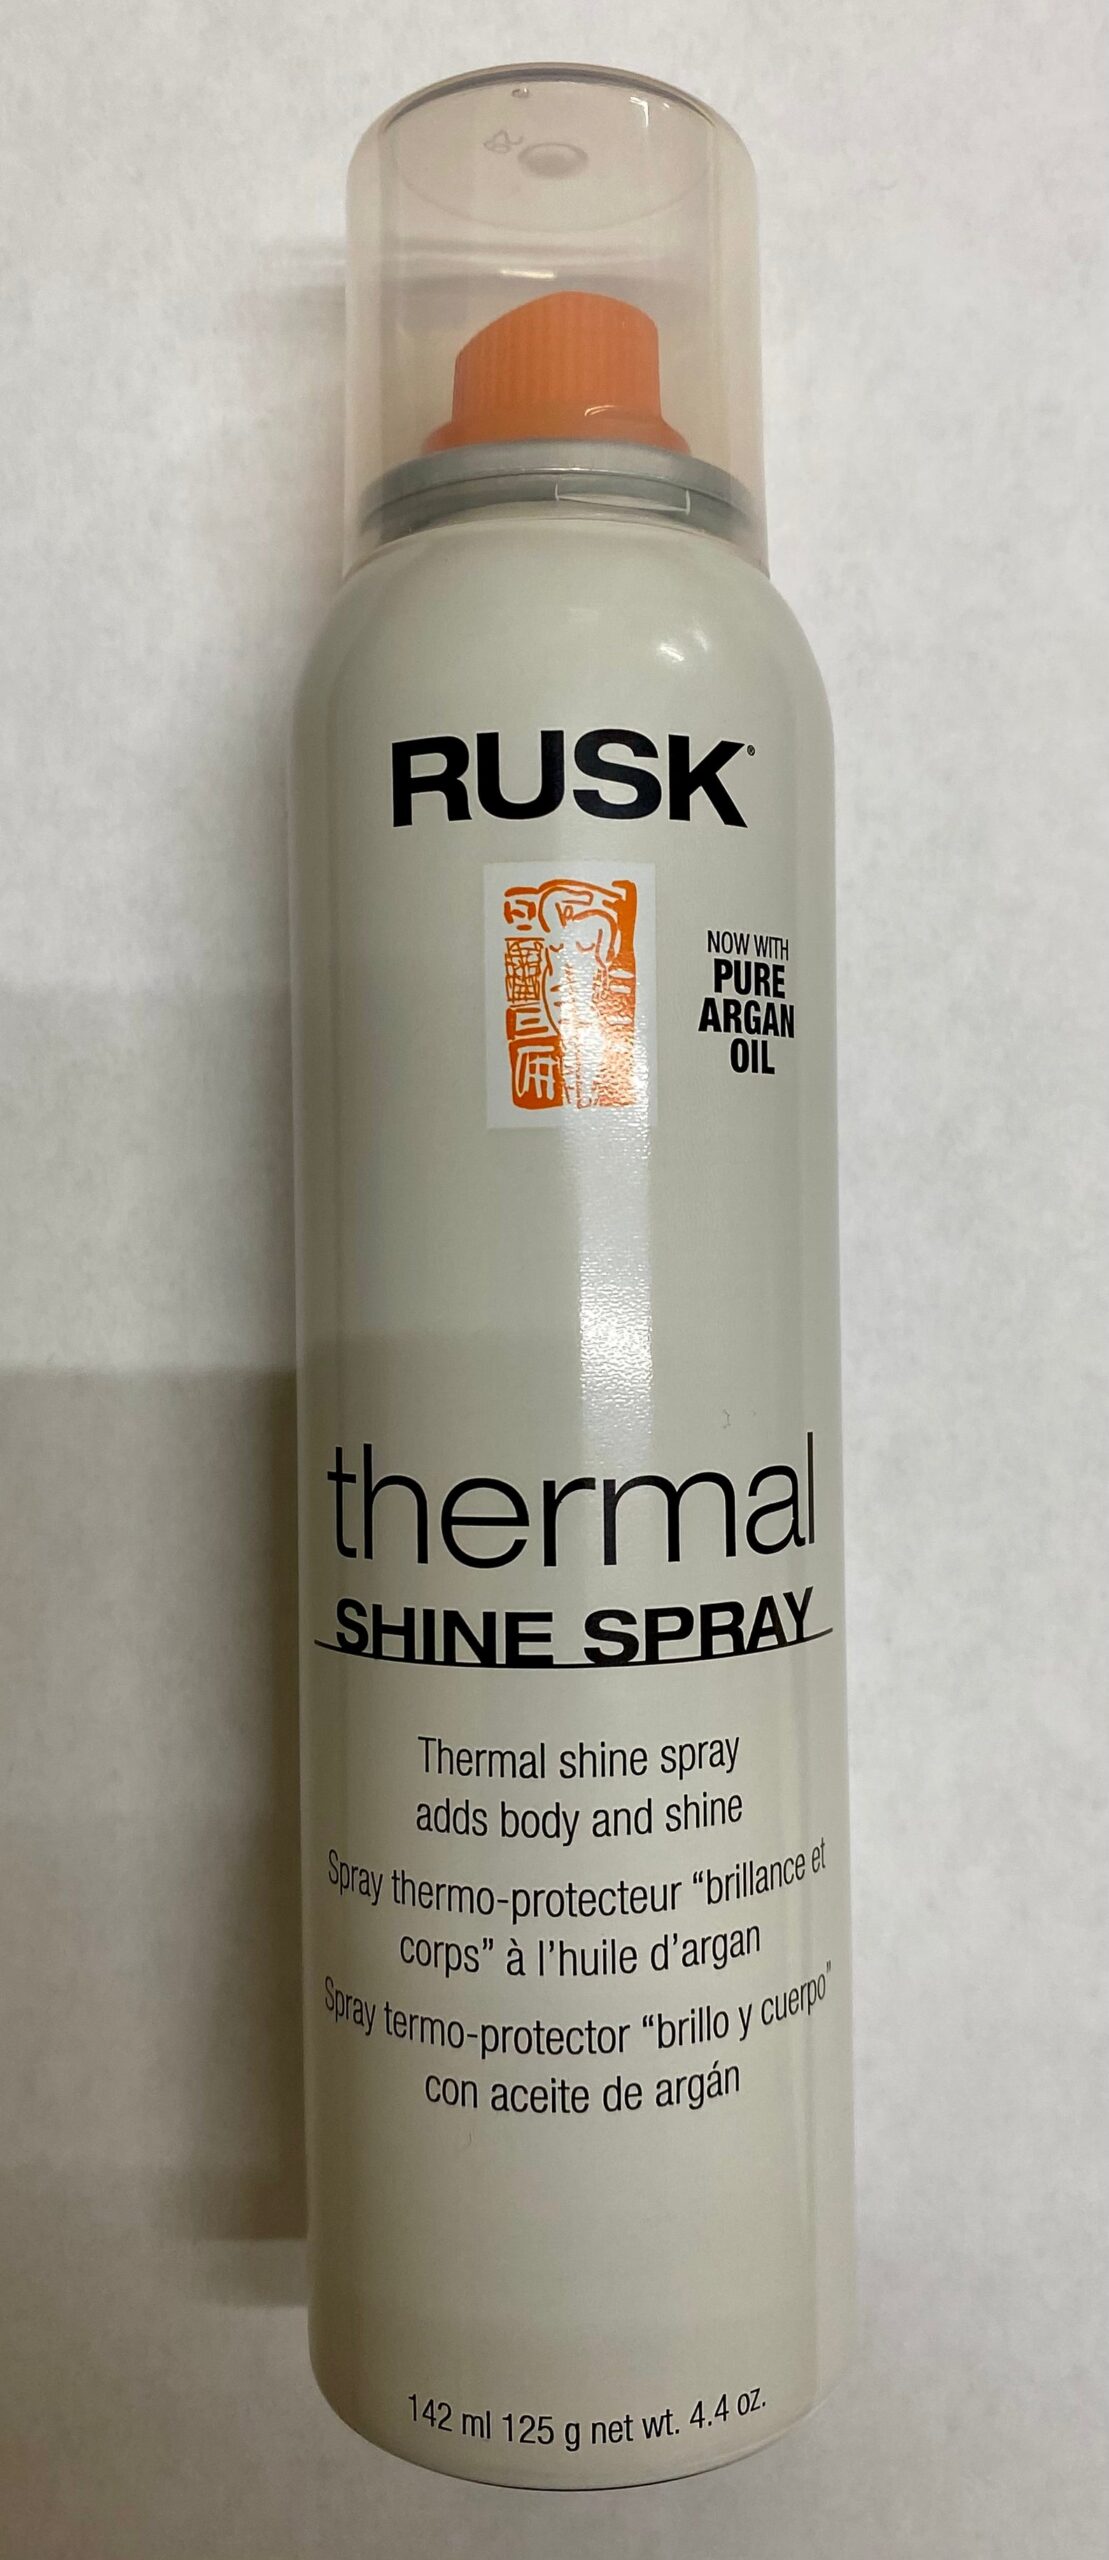 RUSK®
NOW WITH
PURE
ARGAN
OIL
thermal
SHINE SPRAY
Thermal shine spray
adds body and shine
Spray thermo-protecteur “brillance et
corps” à l’huile d’argan
Spray termo-protector “brillo y cuerpo”
con aceite de argán
142 ml 125 g net wt. 4.4 oz.